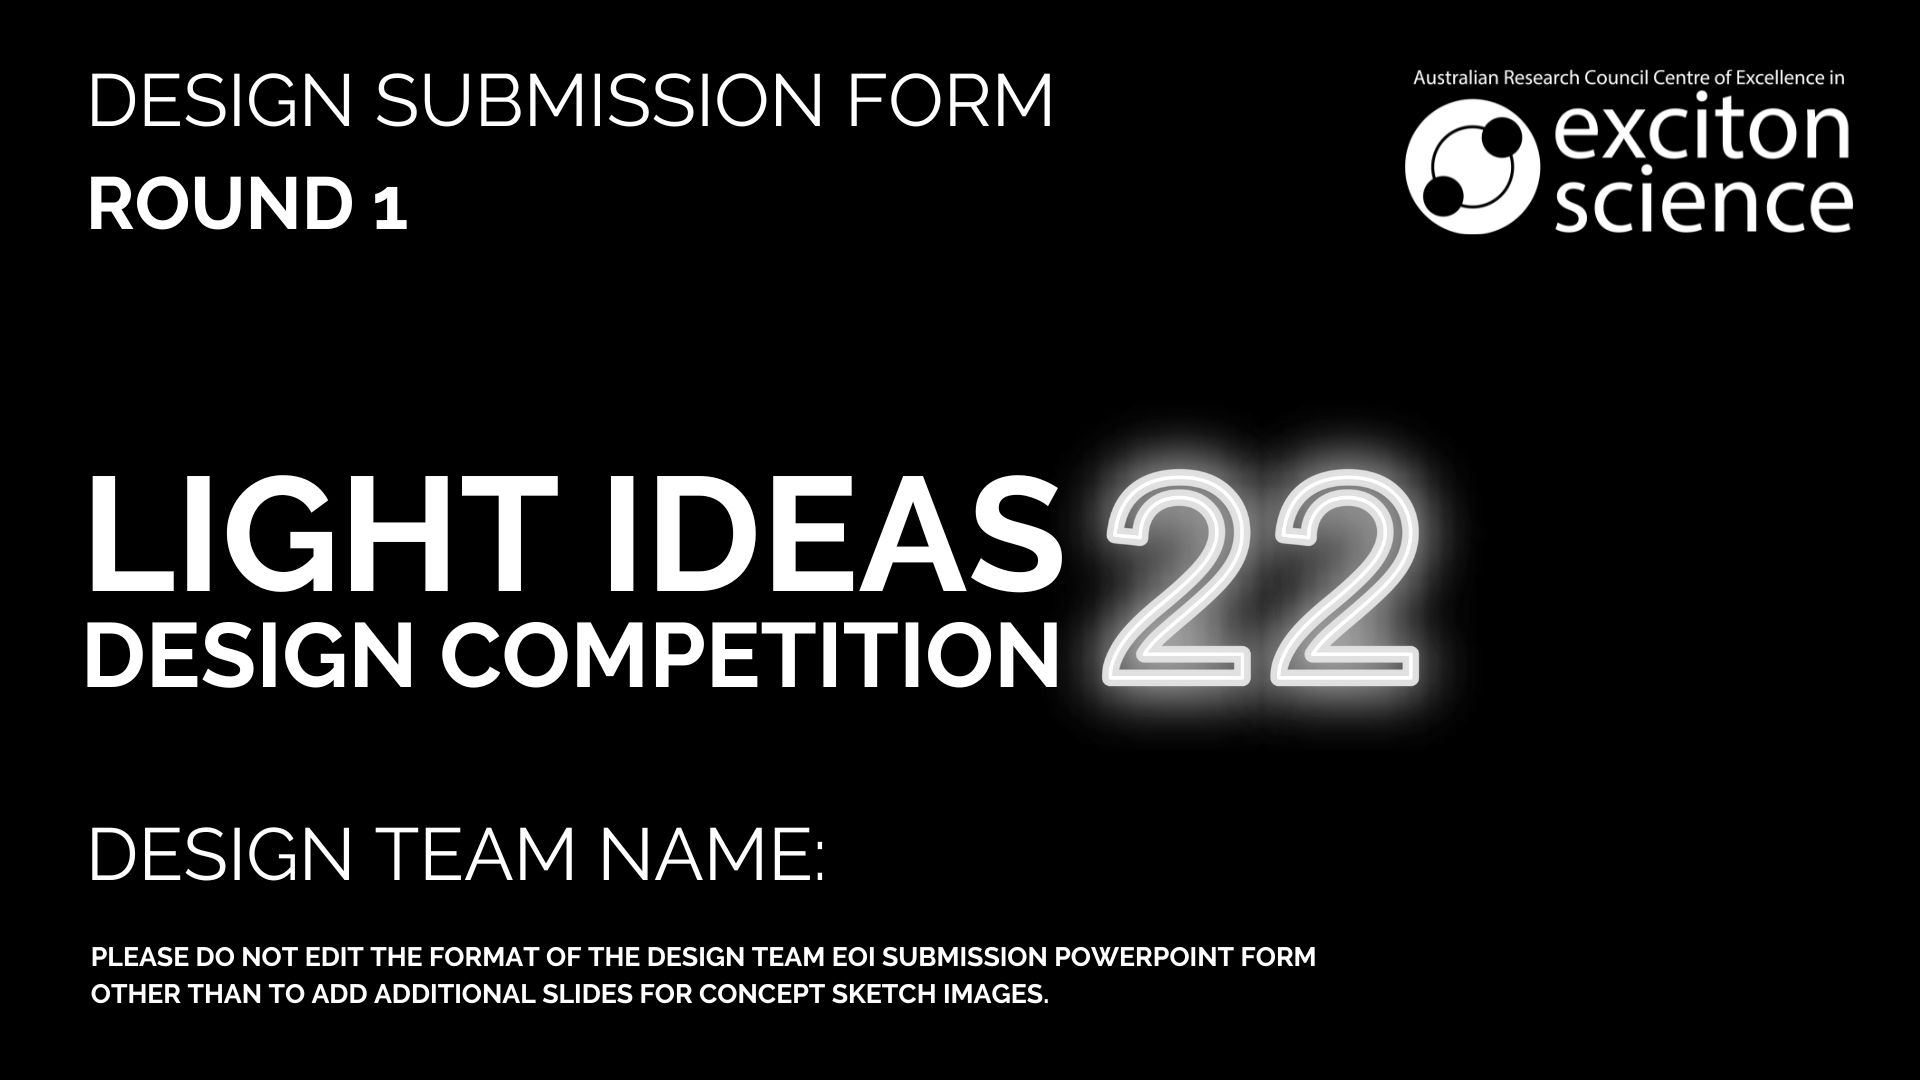 DESIGN SUBMISSION FORM
ROUND 1
Australian Research Council Centre of Excellence in
exciton
science
LIGHT IDEAS 22
DESIGN COMPETITION
DESIGN TEAM NAME:
PLEASE DO NOT EDIT THE FORMAT OF THE DESIGN TEAM EOI SUBMISSION POWERPOINT FORM
OTHER THAN TO ADD ADDITIONAL SLIDES FOR CONCEPT SKETCH IMAGES.